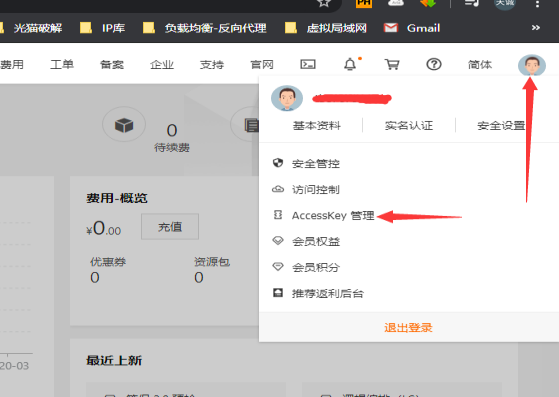 光猫破解 IP库 负载均衡-反向代理 虚拟局域网 Gmail »
费用 工单 备案 企业 支持 官网 简体
基本资料 实名认证 安全设置
0
待续费
安全管控
访问控制
AccessKey 管理
会员权益
会员积分
推荐返利后台
退出登录
费用-概览
¥0.00 充值
优惠券 资源包
0 0
20-03
最近上新